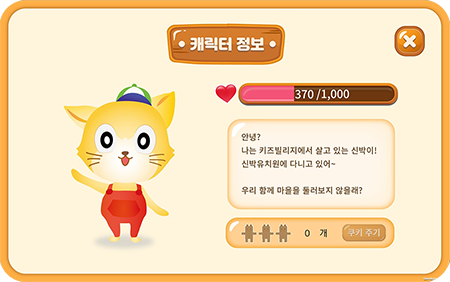 캐릭터 정보
370 /1,000
안녕?
나는 키즈빌리지에서 살고 있는 신박이!
신박유치원에 다니고 있어~
우리 함께 마을을 둘러보지 않을래?
0 개
쿠키 주기